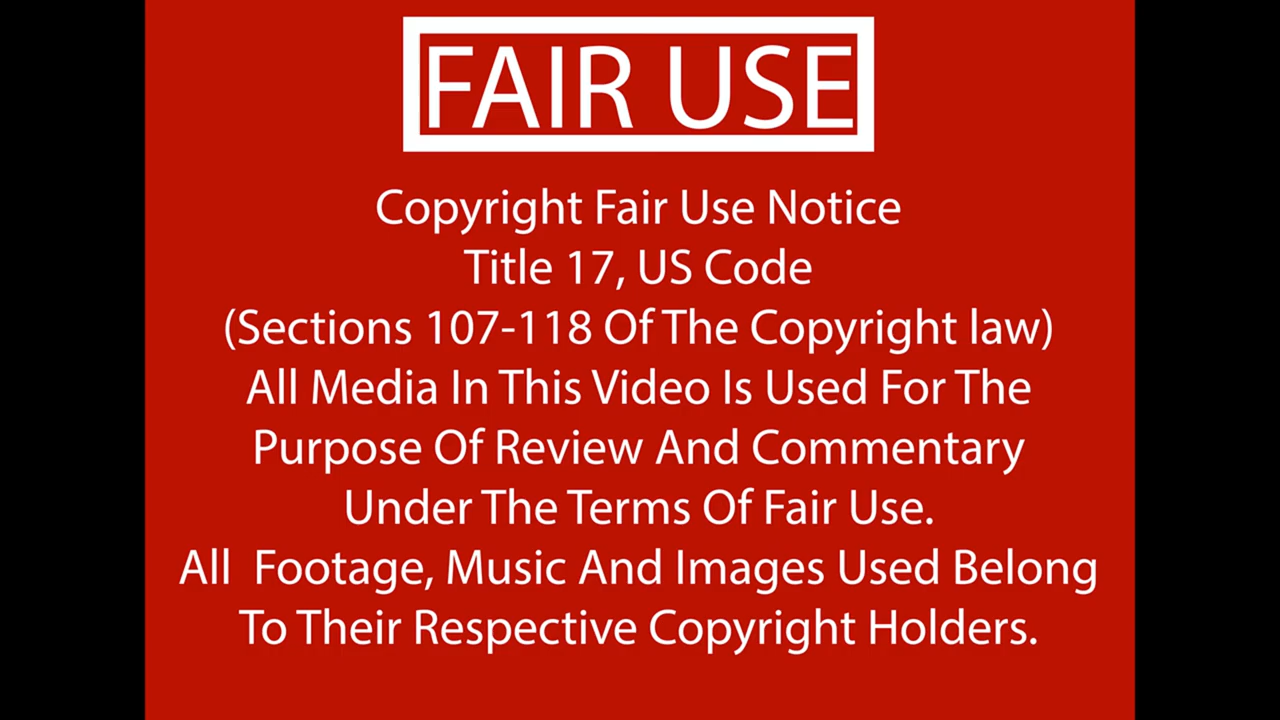 FAIR USE
Copyright Fair Use Notice
Title 17, US Code
(Sections 107-118 Of The Copyright law)
All Media In This Video Is Used For The
Purpose Of Review And Commentary
Under The Terms Of Fair Use.
All  Footage, Music And Images Used Belong
To Their Respective Copyright Holders.